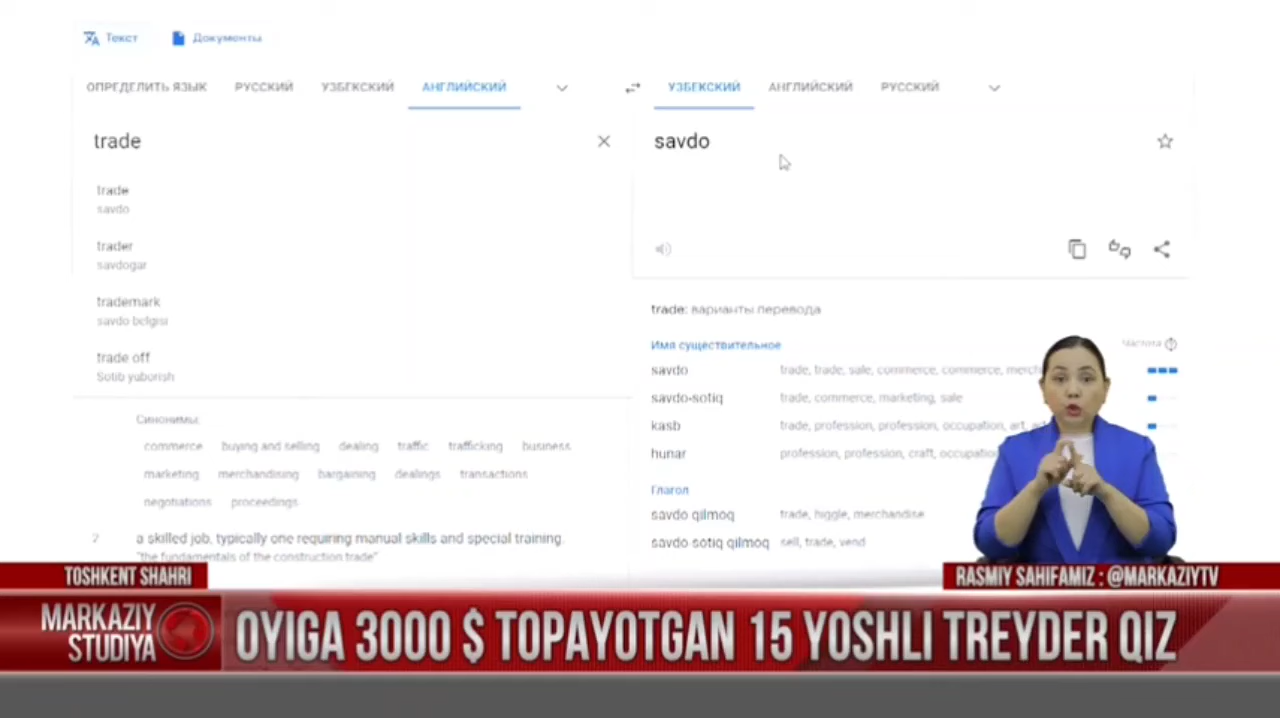 Текст Документы
ОПРЕДЕЛИТЬ ЯЗЫК РУССКИЙ УЗБЕКСКИЙ АНГЛИЙСКИЙ
УЗБЕКСКИЙ АНГЛИЙСКИЙ РУССКИЙ
trade
trade
savdo
trader
savdogar
trademark
savdo belgisi
trade off
Sotib yuborish
Синонимы:
commerce buying and selling dealing traffic trafficking business
marketing merchandising bargaining dealings transactions
negotiations proceedings
2 a skilled job, typically one requiring manual skills and special training.
"the fundamentals of the construction trade"
savdo
trade: варианты перевода
Имя существительное Частота
savdo trade, trade, sale, commerce, commerce, merch
savdo-sotiq trade, commerce, marketing, sale
kasb trade, profession, profession, occupation, art,
hunar profession, profession, craft, occupation
Глагол
savdo qilmoq trade, higgle, merchandise
savdo sotiq qilmoq sell, trade, vend
TOSHKENT SHAHRI
RASMIY SAHIFAMIZ : @MARKAZIYTV
MARKAZIY
STUDIYA
OYIGA 3000 $ TOPAYOTGAN 15 YOSHLI TREYDER QIZ